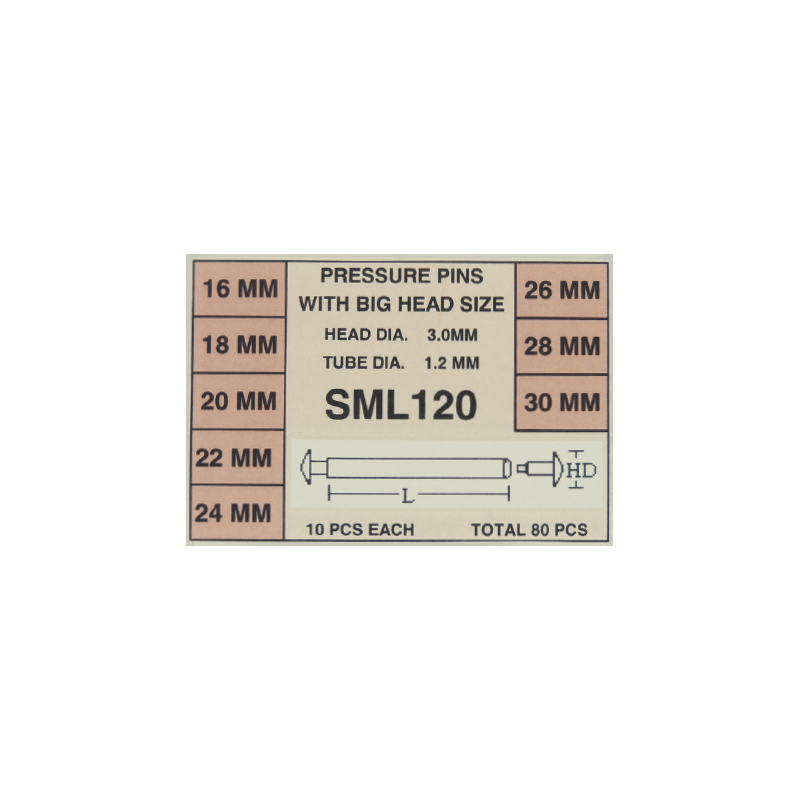 16 MM
18 MM
20 MM
22 MM
24 MM
PRESSURE PINS
WITH BIG HEAD SIZE
HEAD DIA. 3.0MM
TUBE DIA. 1.2 MM
SML120
L
HD
10 PCS EACH TOTAL 80 PCS
26 MM
28 MM
30 MM